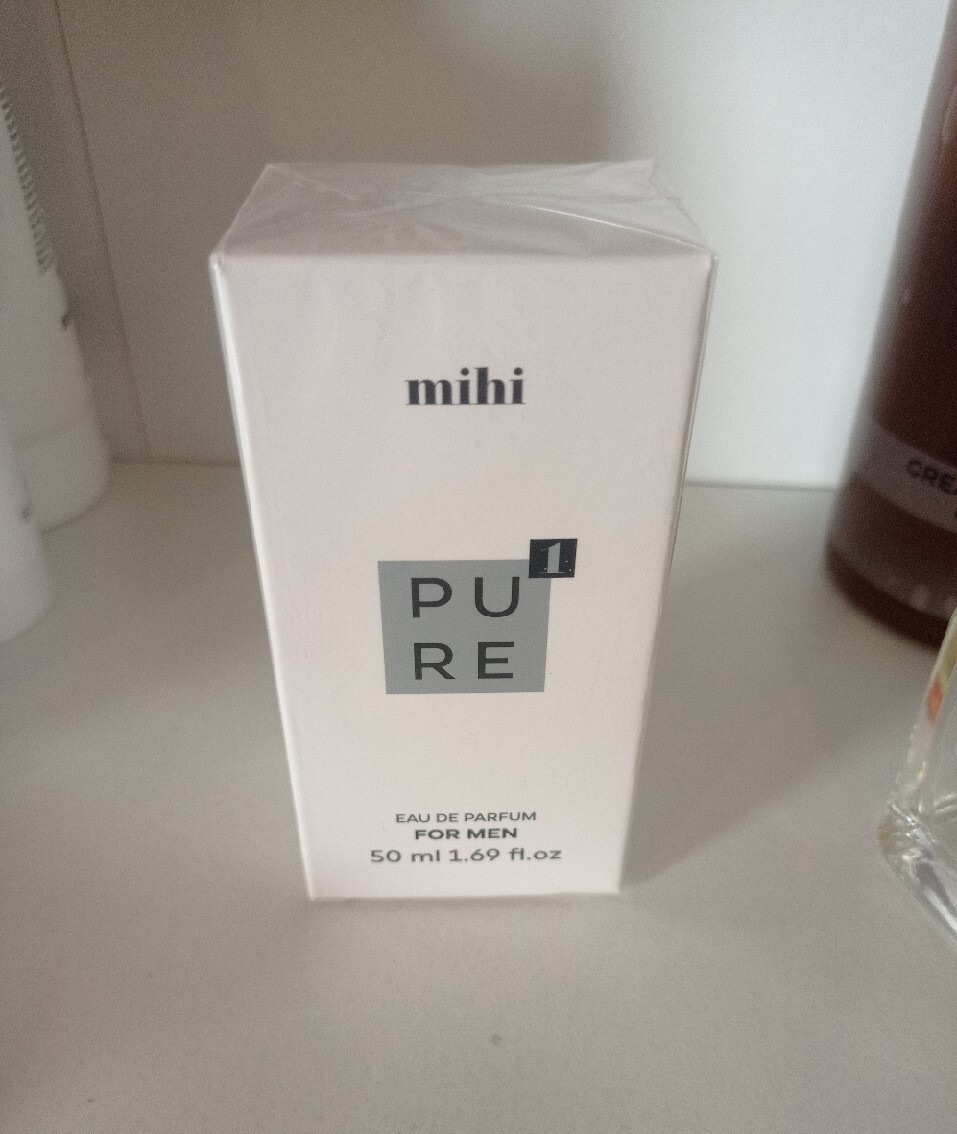 mihi
1
PU
RE
EAU DE PARFUM
FOR MEN
50 ml 1.69 fl.oz